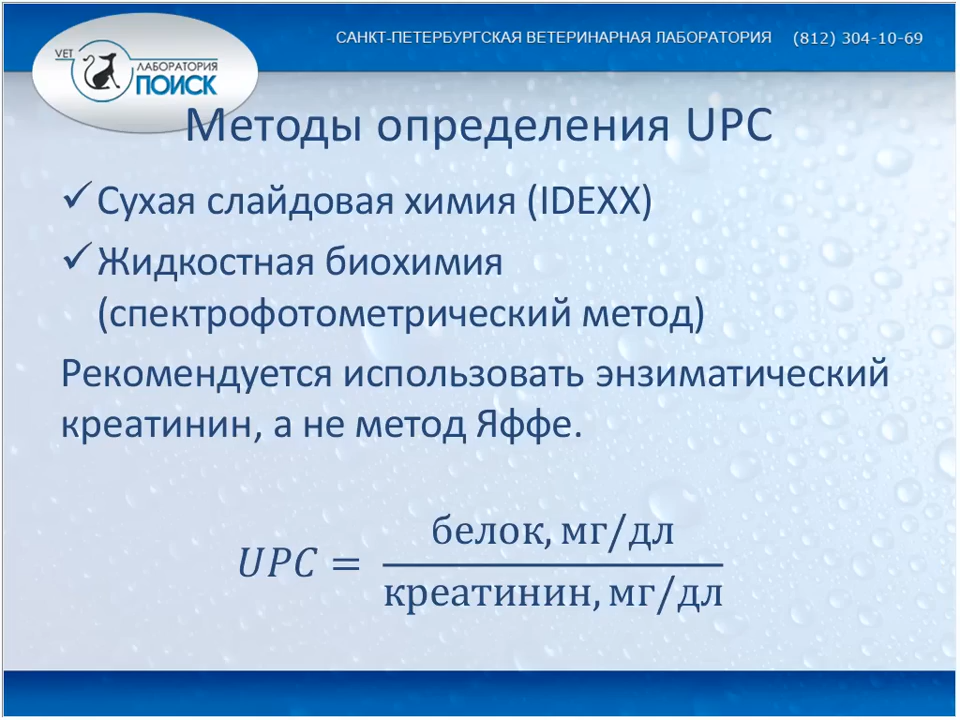 САНКТ-ПЕТЕРБУРГСКАЯ ВЕТЕРИНАРНАЯ ЛАБОРАТОРИЯ (812) 304-10-69
VET
ЛАБОРАТОРИЯ
ПОИСК
Методы определения UPC
✓ Сухая слайдовая химия (IDEXX)
✓ Жидкостная биохимия
(спектрофотометрический метод)
Рекомендуется использовать энзиматический
креатинин, а не метод Яффе.
белок, мг/дл
UPC =
креатинин, мг/дл